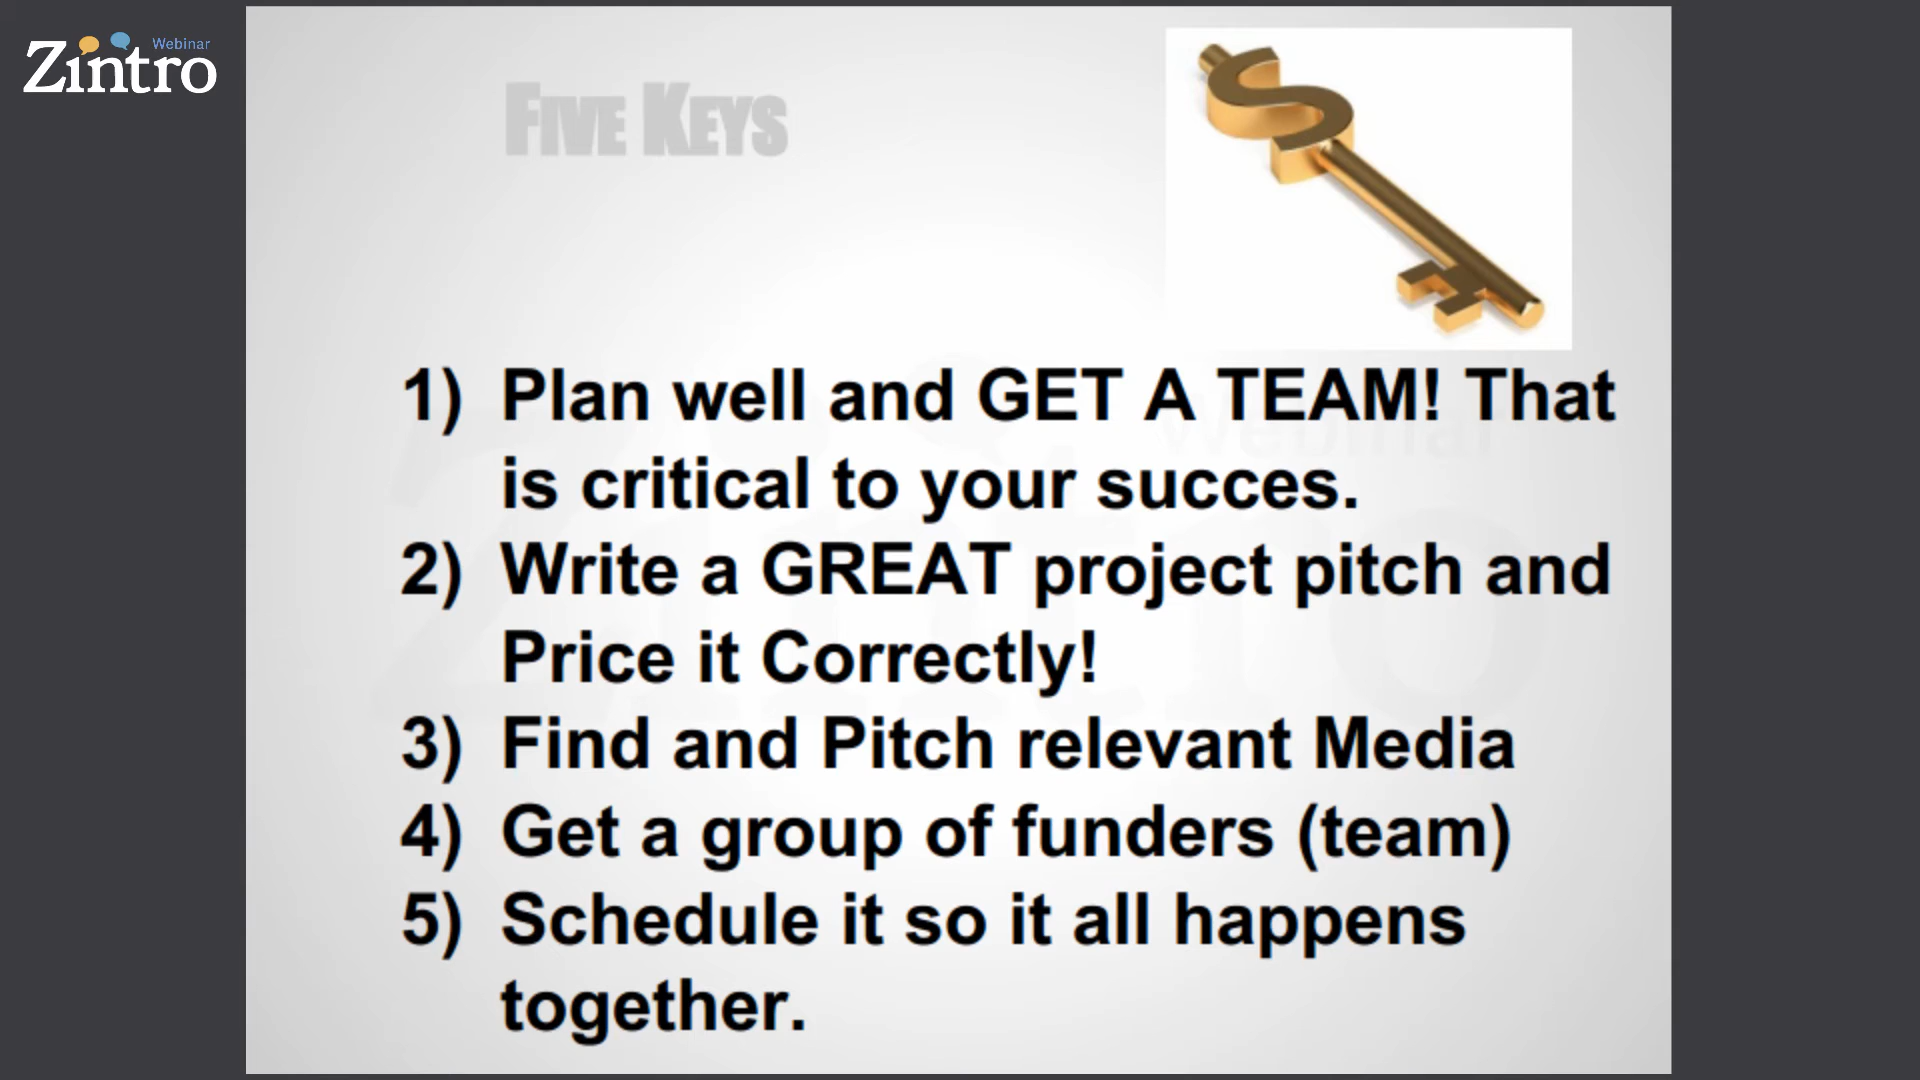 Zintro Webinar
FIVE KEYS
1) Plan well and GET A TEAM! That
is critical to your succes.
2) Write a GREAT project pitch and
Price it Correctly!
3) Find and Pitch relevant Media
4) Get a group of funders (team)
5) Schedule it so it all happens
together.
Zintro Webinar